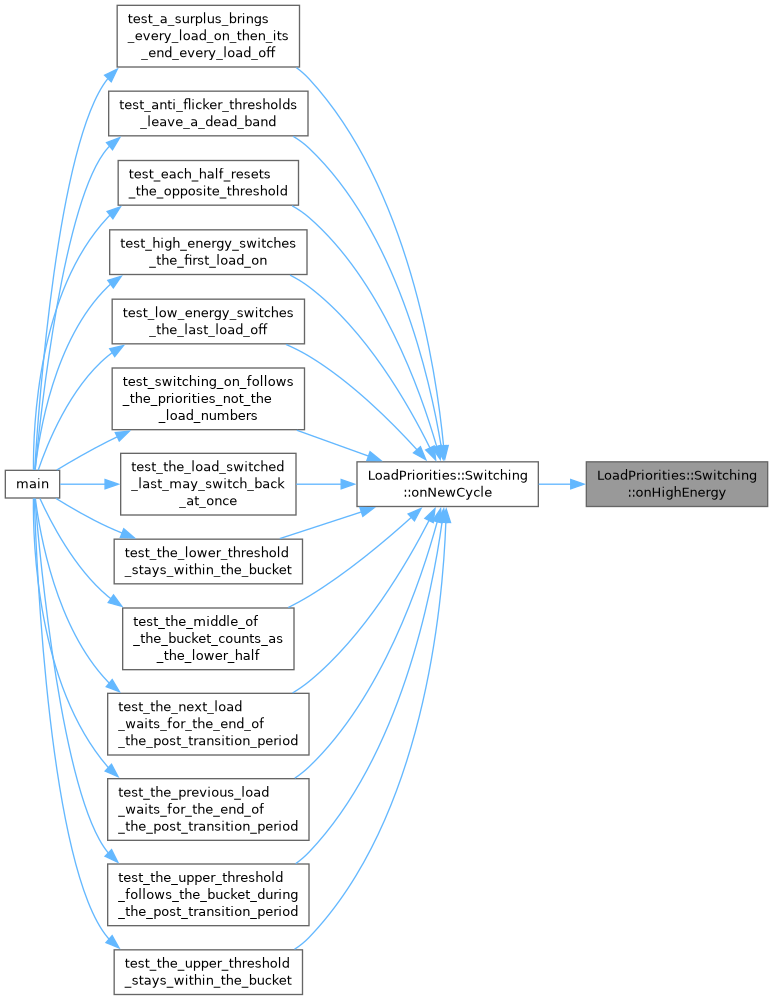 test_a_surplus_brings
_every_load_on_then_its
_end_every_load_off
test_anti_flicker_thresholds
_leave_a_dead_band
test_each_half_resets
_the_opposite_threshold
test_high_energy_switches
_the_first_load_on
test_low_energy_switches
_the_last_load_off
test_switching_on_follows
_the_priorities_not_the
_load_numbers
main
test_the_load_switched
_last_may_switch_back
_at_once
LoadPriorities::Switching
::onNewCycle
LoadPriorities::Switching
::onHighEnergy
test_the_lower_threshold
_stays_within_the_bucket
test_the_middle_of
_the_bucket_counts_as
_the_lower_half
test_the_next_load
_waits_for_the_end_of
_the_post_transition_period
test_the_previous_load
_waits_for_the_end_of
_the_post_transition_period
test_the_upper_threshold
_follows_the_bucket_during
_the_post_transition_period
test_the_upper_threshold
_stays_within_the_bucket